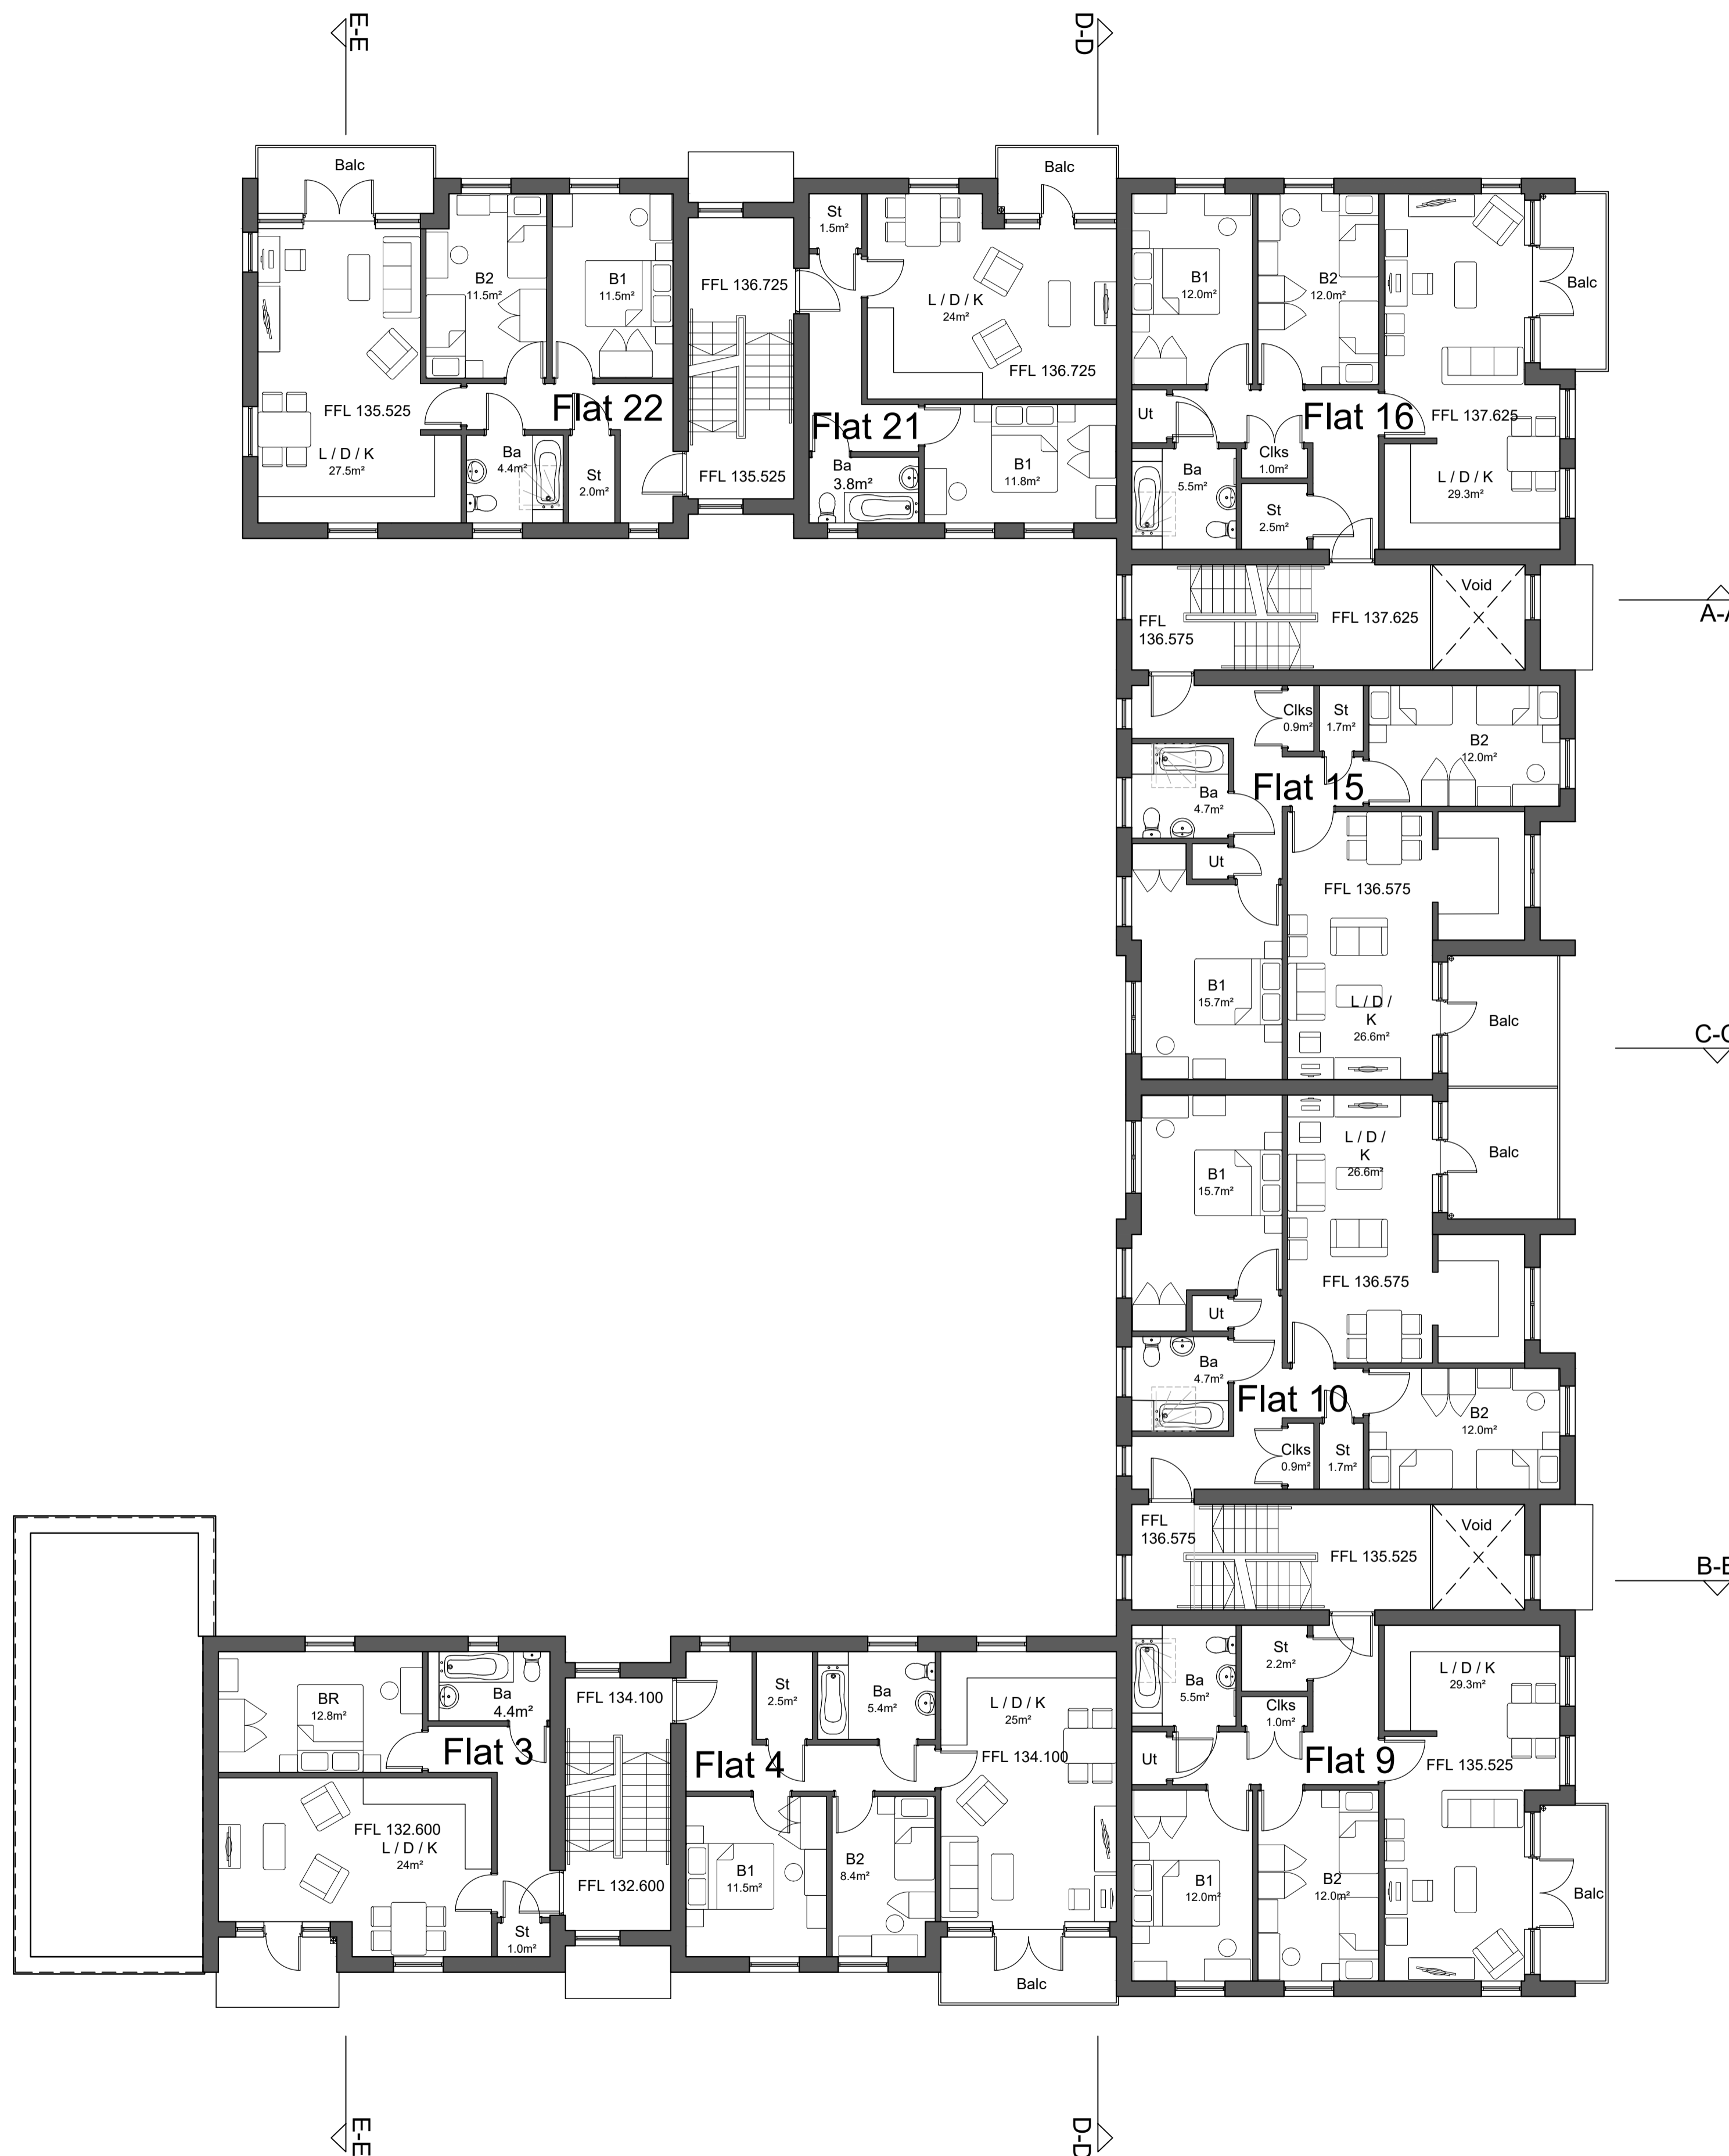 E-E
D-D
Balc
B2
11.5m²
B1
11.5m²
FFL 135.525
L / D / K
27.5m²
Flat 22
Ba
4.4m²
St
2.0m²
FFL 136.725
FFL 135.525
St
1.5m²
Balc
L / D / K
24m²
FFL 136.725
Flat 21
Ba
3.8m²
B1
11.8m²
B1
12.0m²
B2
12.0m²
Balc
Ut
Flat 16
FFL 137.625
Clks
1.0m²
Ba
5.5m²
St
2.5m²
L / D / K
29.3m²
FFL
136.575
FFL 137.625
Void
A-A
Clks
0.9m²
St
1.7m²
B2
12.0m²
Flat 15
Ba
4.7m²
Ut
FFL 136.575
B1
15.7m²
L / D /
K
26.6m²
Balc
C-C
B1
15.7m²
L / D /
K
26.6m²
Balc
FFL 136.575
Ut
Ba
4.7m²
Flat 10
B2
12.0m²
Clks
0.9m²
St
1.7m²
FFL
136.575
FFL 135.525
Void
B-B
BR
12.8m²
Ba
4.4m²
Flat 3
FFL 132.600
L / D / K
24m²
St
1.0m²
FFL 134.100
FFL 132.600
St
2.5m²
Ba
5.4m²
Flat 4
L / D / K
25m²
FFL 134.100
B1
11.5m²
B2
8.4m²
Balc
Ba
5.5m²
St
2.2m²
Clks
1.0m²
L / D / K
29.3m²
Ut
Flat 9
FFL 135.525
B1
12.0m²
B2
12.0m²
Balc
E-E
D-D